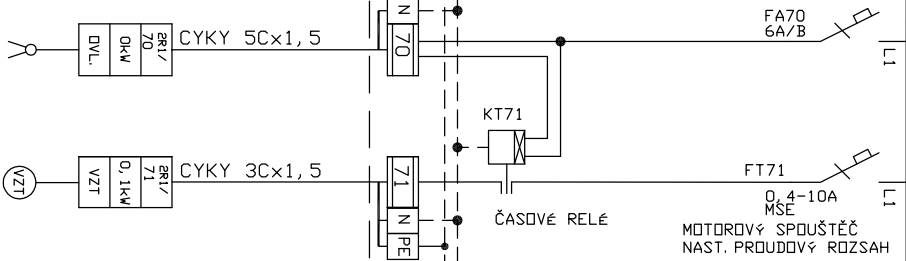 N
70
2R1/
70
0kW
OVL.
CYKY 5Cx1,5
FA70
6A/B
L1
KT71
2R1/
71
0,1kW
VZT
VZT
CYKY 3Cx1,5
71
N
PE
ČASOVÉ RELÉ
FT71
0,4-10A
MSE
L1
MOTOROVÝ SPOUŠTĚČ
NAST. PROUDOVÝ ROZSAH